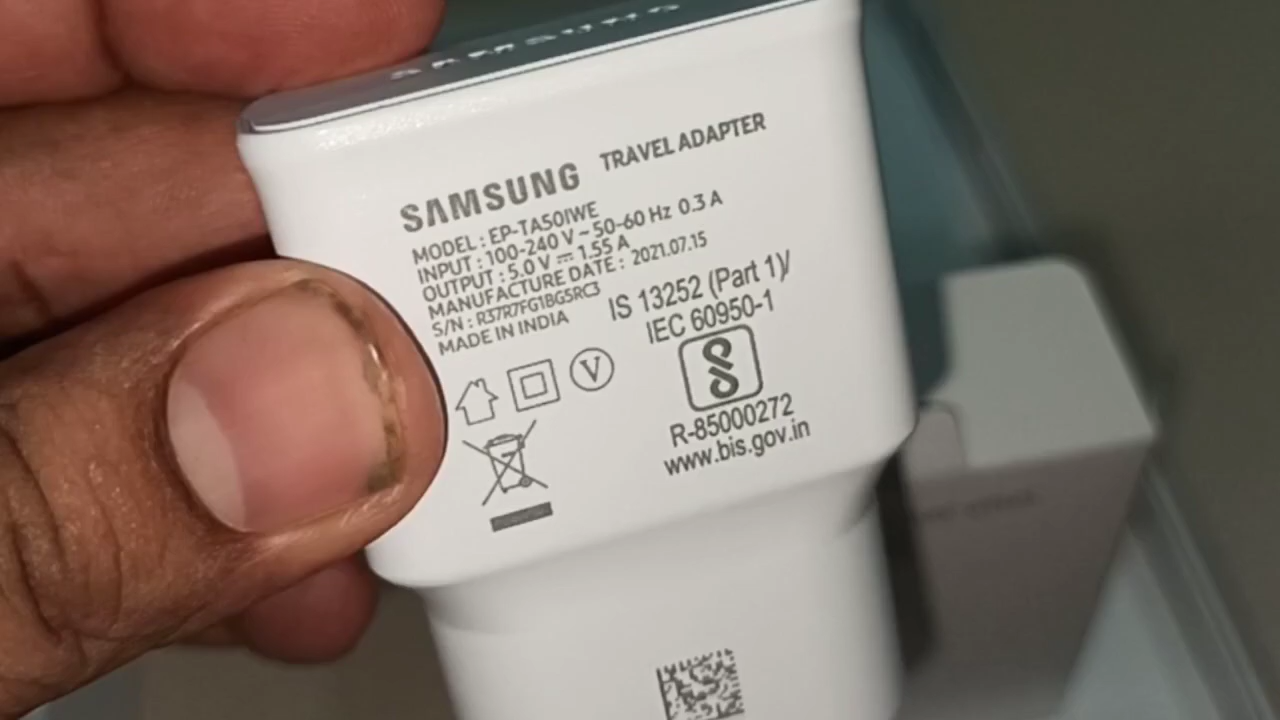 SAMSUNG
SAMSUNG TRAVEL ADAPTER
MODEL : EP-TA50IWE
INPUT : 100-240 V ~ 50-60 Hz 0.3 A
OUTPUT : 5.0 V ⎓ 1.55 A
MANUFACTURE DATE : 2021.07.15
S/N : R37R7FG1BG5RC3
MADE IN INDIA
IS 13252 (Part 1)/
IEC 60950-1
V
R-85000272
www.bis.gov.in